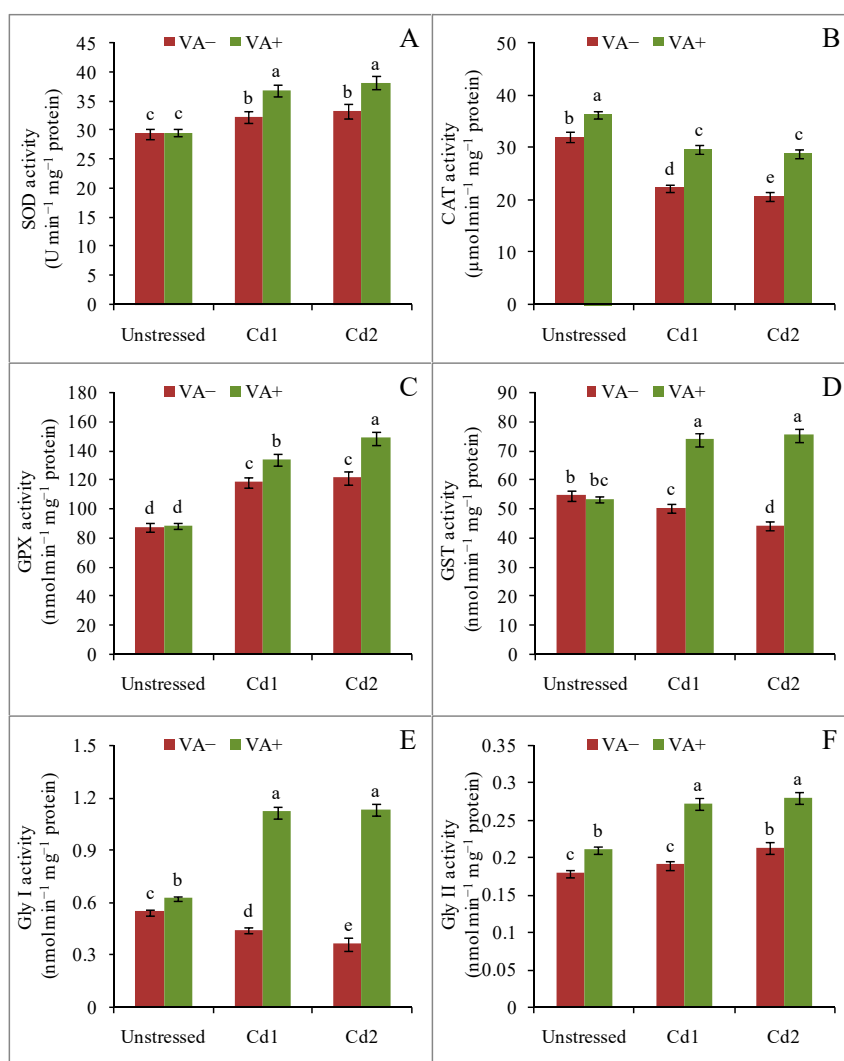 A
VA− VA+
SOD activity
(U min⁻¹ mg⁻¹ protein)
45
40
35
30
25
20
15
10
5
0
c c b a b a
Unstressed Cd1 Cd2
B
VA− VA+
CAT activity
(µmol min⁻¹ mg⁻¹ protein)
50
40
30
20
10
0
b a d c e c
Unstressed Cd1 Cd2
C
VA− VA+
GPX activity
(nmol min⁻¹ mg⁻¹ protein)
180
160
140
120
100
80
60
40
20
0
d d c b c a
Unstressed Cd1 Cd2
D
VA− VA+
GST activity
(nmol min⁻¹ mg⁻¹ protein)
90
80
70
60
50
40
30
20
10
0
b bc c a d a
Unstressed Cd1 Cd2
E
VA− VA+
Gly I activity
(nmol min⁻¹ mg⁻¹ protein)
1.5
1.2
0.9
0.6
0.3
0
c b d a e a
Unstressed Cd1 Cd2
F
VA− VA+
Gly II activity
(nmol min⁻¹ mg⁻¹ protein)
0.35
0.3
0.25
0.2
0.15
0.1
0.05
0
c b c a b a
Unstressed Cd1 Cd2